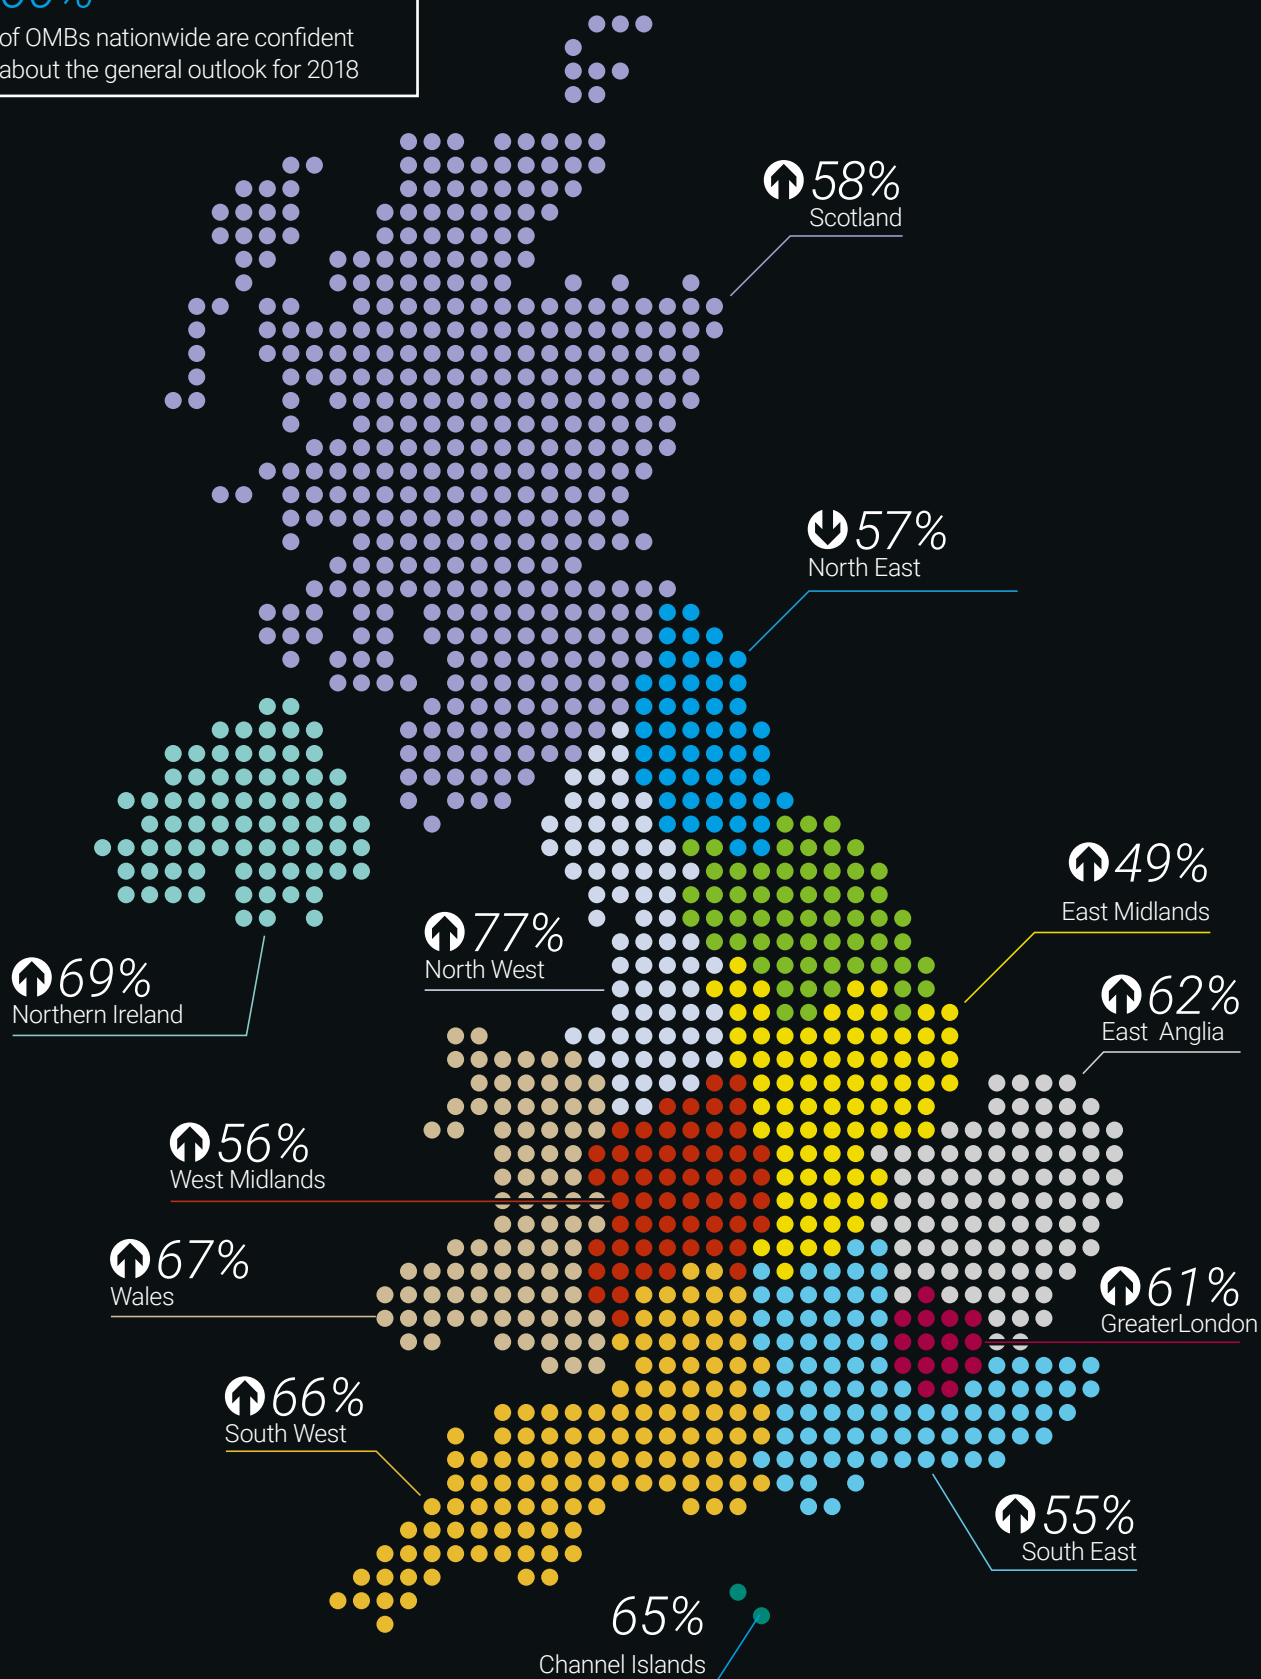 of OMBs nationwide are confident
about the general outlook for 2018
58%
Scotland
57%
North East
49%
East Midlands
77%
North West
69%
Northern Ireland
62%
East Anglia
56%
West Midlands
67%
Wales
61%
GreaterLondon
66%
South West
55%
South East
65%
Channel Islands